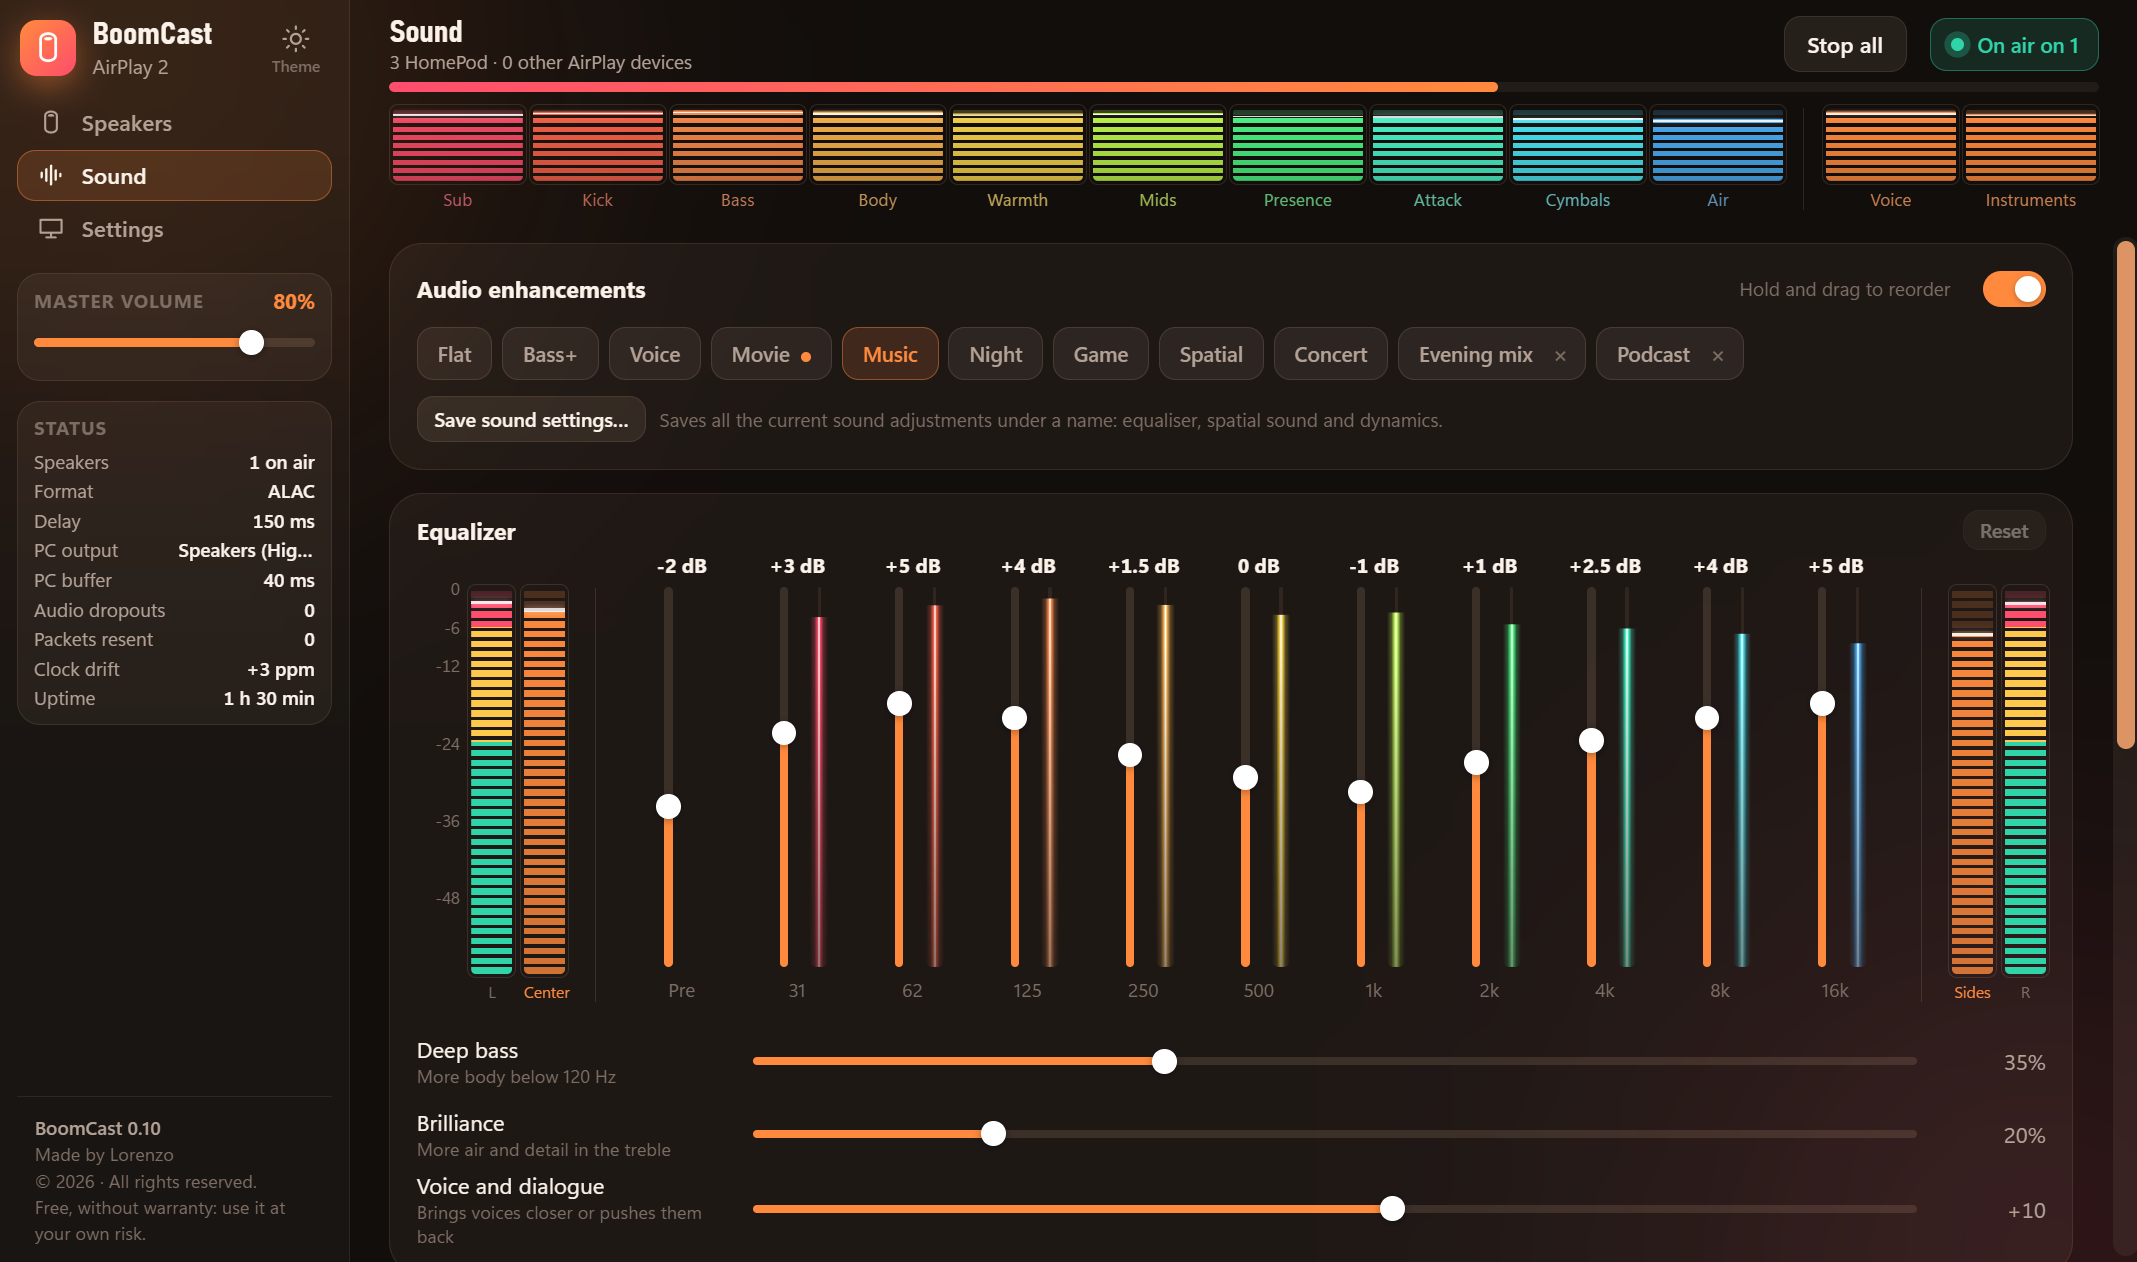 BoomCast
AirPlay 2
Theme
Speakers
Sound
Settings
MASTER VOLUME 80%
STATUS
Speakers 1 on air
Format ALAC
Delay 150 ms
PC output Speakers (Hig...
PC buffer 40 ms
Audio dropouts 0
Packets resent 0
Clock drift +3 ppm
Uptime 1 h 30 min
BoomCast 0.10
Made by Lorenzo
© 2026 · All rights reserved.
Free, without warranty: use it at
your own risk.
Sound
3 HomePod · 0 other AirPlay devices
Stop all
On air on 1
Sub Kick Bass Body Warmth Mids Presence Attack Cymbals Air Voice Instruments
Audio enhancements
Hold and drag to reorder
Flat Bass+ Voice Movie Music Night Game Spatial Concert Evening mix × Podcast ×
Save sound settings... Saves all the current sound adjustments under a name: equaliser, spatial sound and dynamics.
Equalizer
Reset
-2 dB +3 dB +5 dB +4 dB +1.5 dB 0 dB -1 dB +1 dB +2.5 dB +4 dB +5 dB
0
-6
-12
-24
-36
-48
L Center Pre 31 62 125 250 500 1k 2k 4k 8k 16k Sides R
Deep bass
More body below 120 Hz
35%
Brilliance
More air and detail in the treble
20%
Voice and dialogue
Brings voices closer or pushes them
back
+10